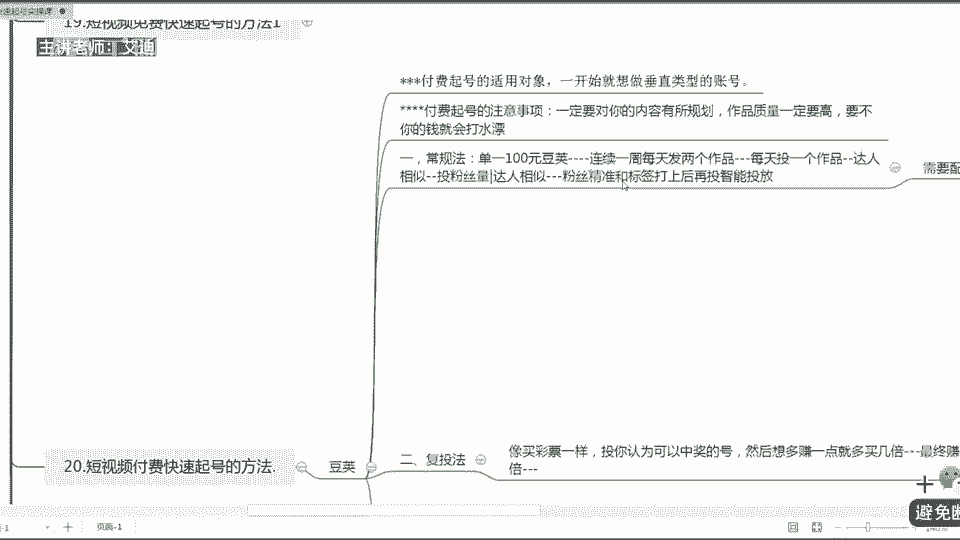 速起号实操课
19.短视频免费快速起号的方法1
主讲老师：艾迪
***付费起号的适用对象，一开始就想做垂直类型的账号。
****付费起号的注意事项：一定要对你的内容有所规划，作品质量一定要高，要不
你的钱就会打水漂
一，常规法：单一100元豆荚----连续一周每天发两个作品---每天投一个作品--达人
相似--投粉丝量|达人相似---粉丝精准和标签打上后再投智能投放
需要配
20.短视频付费快速起号的方法.
豆荚
二、复投法
像买彩票一样，投你认为可以中奖的号，然后想多赚一点就多买几倍---最终赚
倍---
页面-1
避免断